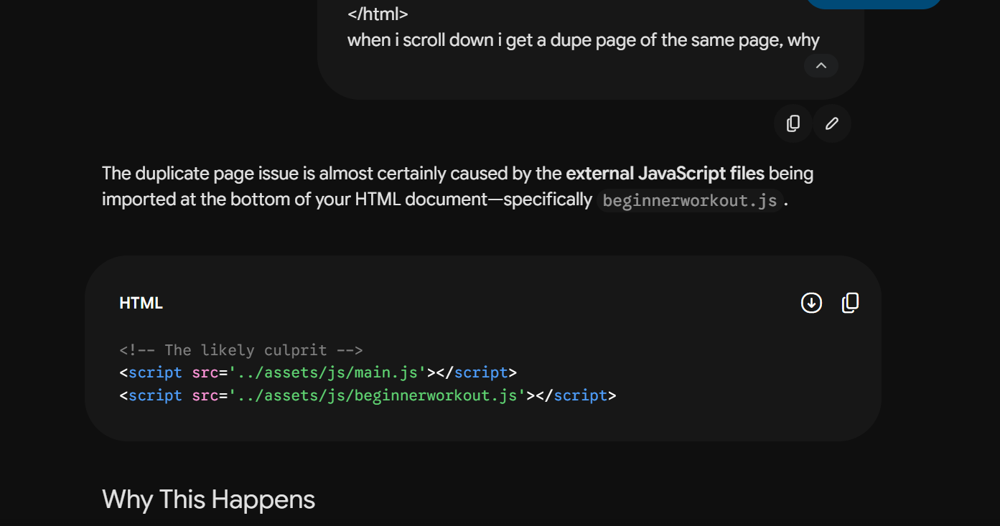 </html>
when i scroll down i get a dupe page of the same page, why
The duplicate page issue is almost certainly caused by the external JavaScript files being
imported at the bottom of your HTML document—specifically beginnerworkout.js.
HTML
<!-- The likely culprit -->
<script src='../assets/js/main.js'></script>
<script src='../assets/js/beginnerworkout.js'></script>
Why This Happens